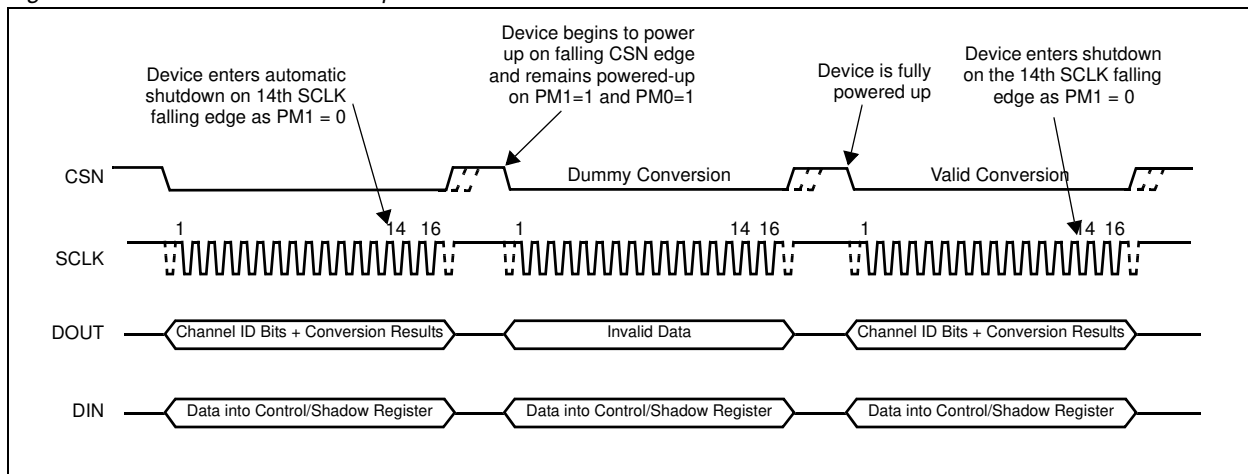 Device begins to power
up on falling CSN edge
and remains powered-up
on PM1=1 and PM0=1
Device enters automatic
shutdown on 14th SCLK
falling edge as PM1 = 0
Device is fully
powered up
Device enters shutdown
on the 14th SCLK falling
edge as PM1 = 0
CSN
Dummy Conversion
Valid Conversion
SCLK
1 14 16
1 14 16
1 14 16
DOUT
Channel ID Bits + Conversion Results
Invalid Data
Channel ID Bits + Conversion Results
DIN
Data into Control/Shadow Register
Data into Control/Shadow Register
Data into Control/Shadow Register